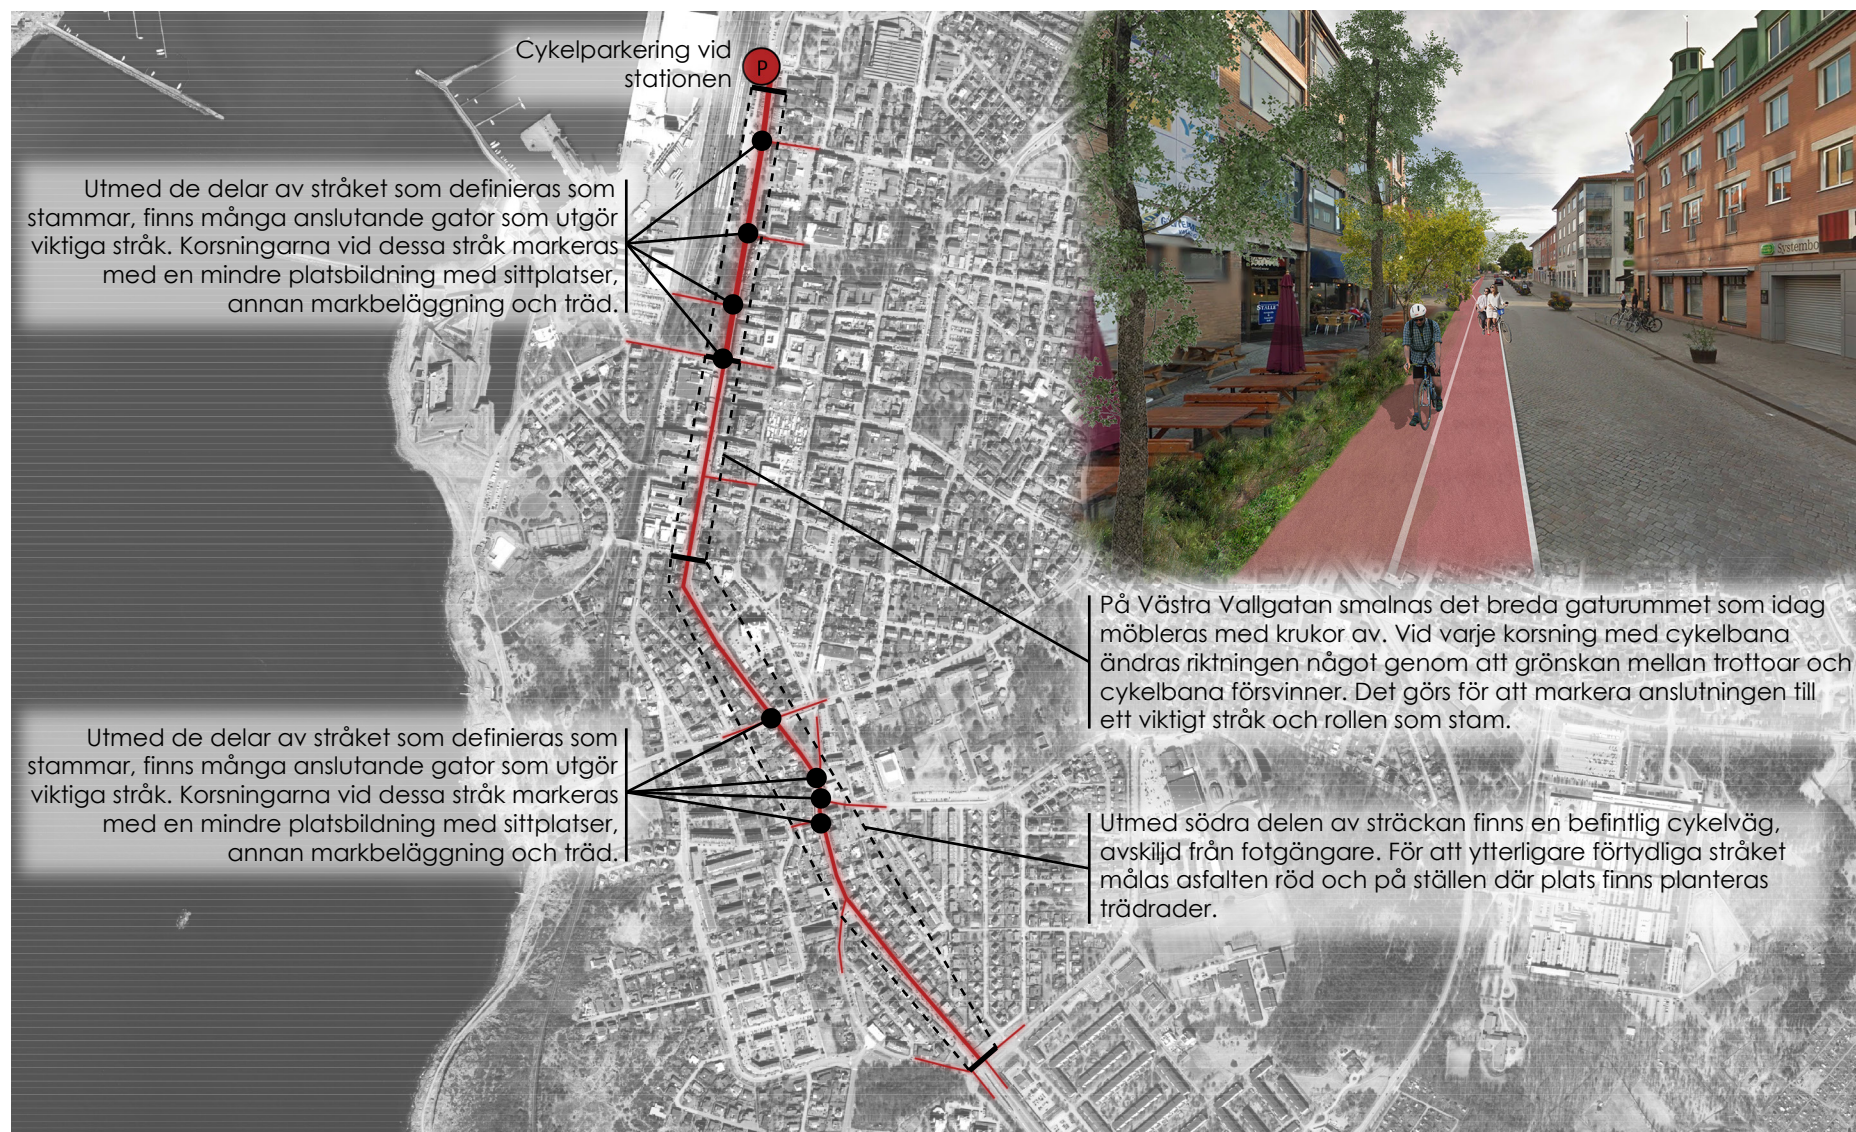 Cykelparkering vid
stationen
P
Utmed de delar av stråket som definieras som
stammar, finns många anslutande gator som utgör
viktiga stråk. Korsningarna vid dessa stråk markeras
med en mindre platsbildning med sittplatser,
annan markbeläggning och träd.
På Västra Vallgatan smalnas det breda gaturummet som idag
möbleras med krukor av. Vid varje korsning med cykelbana
ändras riktningen något genom att grönskan mellan trottoar och
cykelbana försvinner. Det görs för att markera anslutningen till
ett viktigt stråk och rollen som stam.
Utmed de delar av stråket som definieras som
stammar, finns många anslutande gator som utgör
viktiga stråk. Korsningarna vid dessa stråk markeras
med en mindre platsbildning med sittplatser,
annan markbeläggning och träd.
Utmed södra delen av sträckan finns en befintlig cykelväg,
avskiljd från fotgängare. För att ytterligare förtydliga stråket
målas asfalten röd och på ställen där plats finns planteras
trädrader.
Systembo